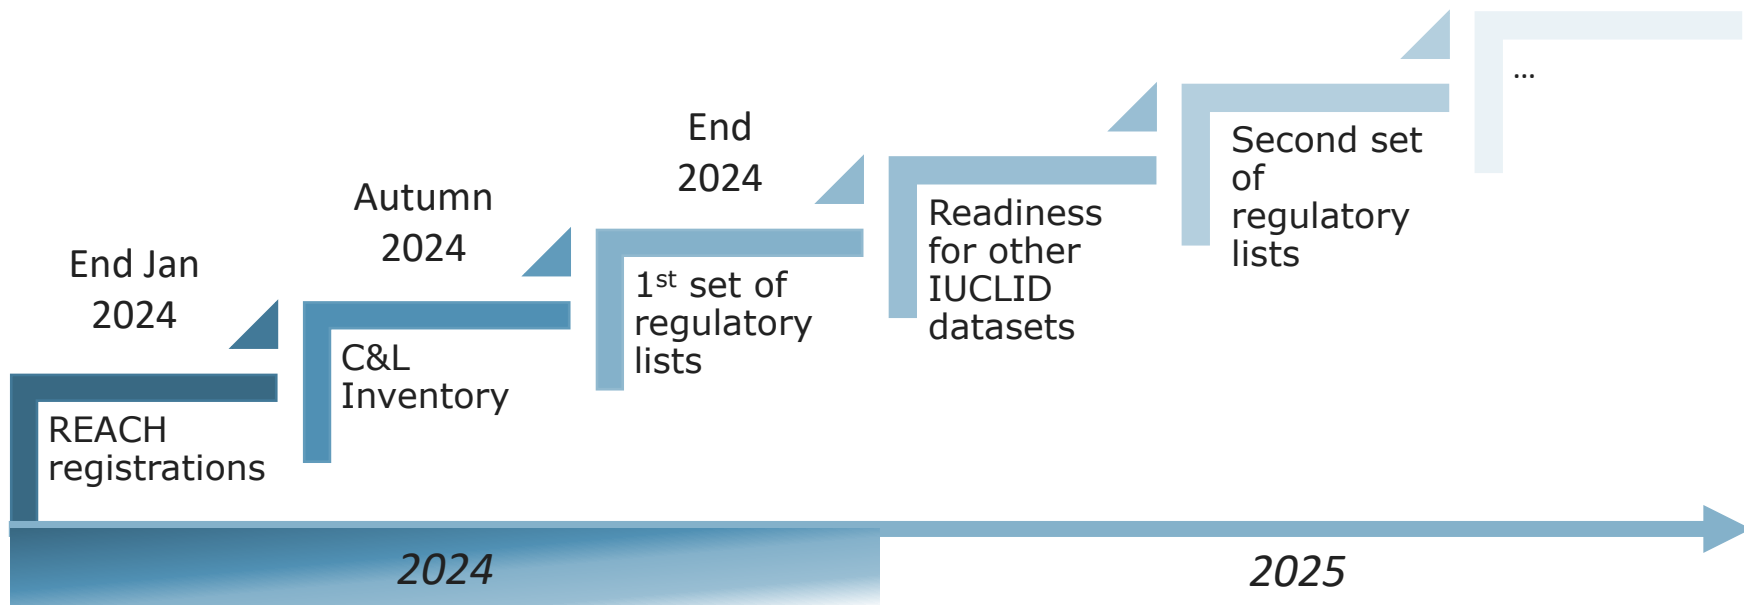 End Jan
2024
REACH
registrations
Autumn
2024
C&L
Inventory
End
2024
1st set of
regulatory
lists
Readiness
for other
IUCLID
datasets
Second set
of
regulatory
lists
...
2024
2025